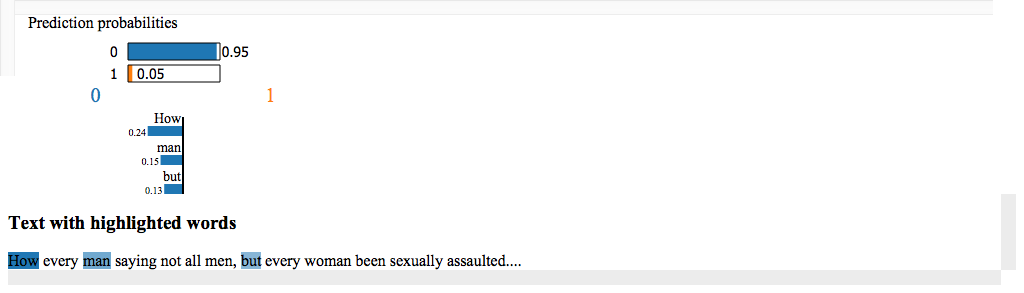 Prediction probabilities
0 0.95
1 0.05
0 1
How
0.24
man
0.15
but
0.13
Text with highlighted words
How every man saying not all men, but every woman been sexually assaulted....